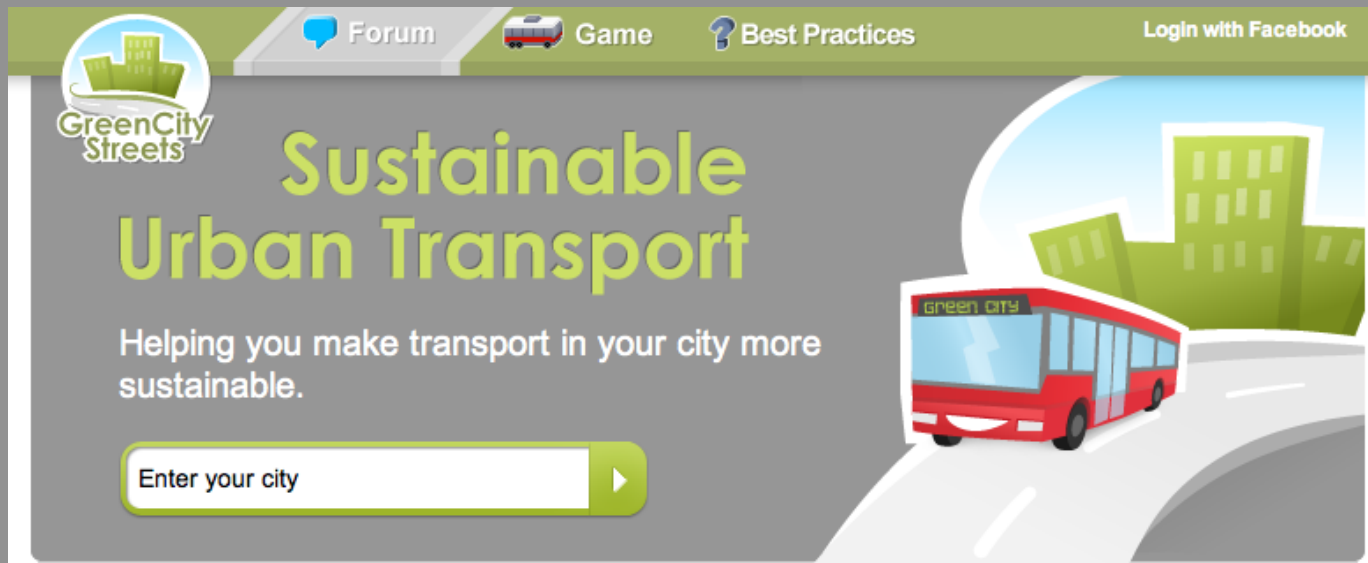 Forum
Game
Best Practices
Login with Facebook
GreenCity
Streets
Sustainable
Urban Transport
Helping you make transport in your city more
sustainable.
Enter your city
Green City